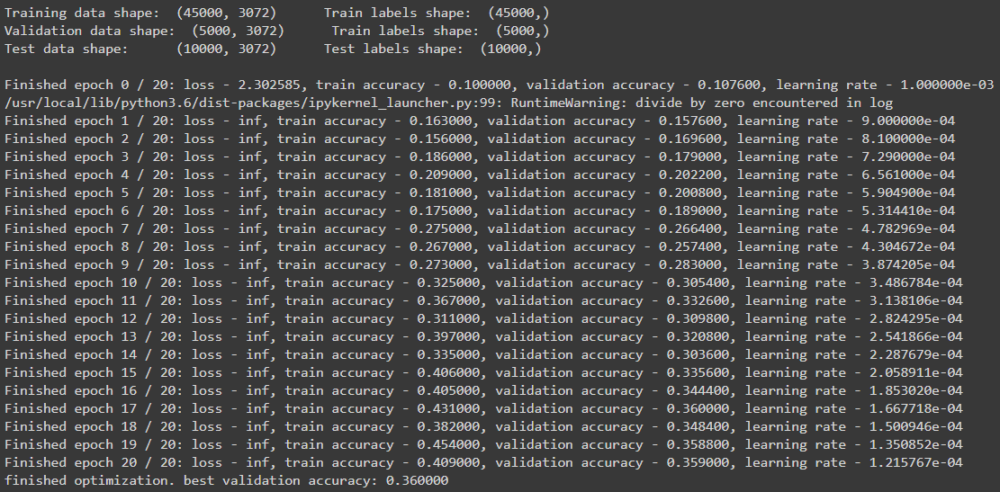 Training data shape:  (45000, 3072)      Train labels shape:  (45000,)
Validation data shape:  (5000, 3072)      Train labels shape:  (5000,)
Test data shape:      (10000, 3072)      Test labels shape:  (10000,)
Finished epoch 0 / 20: loss - 2.302585, train accuracy - 0.100000, validation accuracy - 0.107600, learning rate - 1.000000e-03
/usr/local/lib/python3.6/dist-packages/ipykernel_launcher.py:99: RuntimeWarning: divide by zero encountered in log
Finished epoch 1 / 20: loss - inf, train accuracy - 0.163000, validation accuracy - 0.157600, learning rate - 9.000000e-04
Finished epoch 2 / 20: loss - inf, train accuracy - 0.156000, validation accuracy - 0.169600, learning rate - 8.100000e-04
Finished epoch 3 / 20: loss - inf, train accuracy - 0.186000, validation accuracy - 0.179000, learning rate - 7.290000e-04
Finished epoch 4 / 20: loss - inf, train accuracy - 0.209000, validation accuracy - 0.202200, learning rate - 6.561000e-04
Finished epoch 5 / 20: loss - inf, train accuracy - 0.181000, validation accuracy - 0.200800, learning rate - 5.904900e-04
Finished epoch 6 / 20: loss - inf, train accuracy - 0.175000, validation accuracy - 0.189000, learning rate - 5.314410e-04
Finished epoch 7 / 20: loss - inf, train accuracy - 0.275000, validation accuracy - 0.266400, learning rate - 4.782969e-04
Finished epoch 8 / 20: loss - inf, train accuracy - 0.267000, validation accuracy - 0.257400, learning rate - 4.304672e-04
Finished epoch 9 / 20: loss - inf, train accuracy - 0.273000, validation accuracy - 0.283000, learning rate - 3.874205e-04
Finished epoch 10 / 20: loss - inf, train accuracy - 0.325000, validation accuracy - 0.305400, learning rate - 3.486784e-04
Finished epoch 11 / 20: loss - inf, train accuracy - 0.367000, validation accuracy - 0.332600, learning rate - 3.138106e-04
Finished epoch 12 / 20: loss - inf, train accuracy - 0.311000, validation accuracy - 0.309800, learning rate - 2.824295e-04
Finished epoch 13 / 20: loss - inf, train accuracy - 0.397000, validation accuracy - 0.320800, learning rate - 2.541866e-04
Finished epoch 14 / 20: loss - inf, train accuracy - 0.335000, validation accuracy - 0.303600, learning rate - 2.287679e-04
Finished epoch 15 / 20: loss - inf, train accuracy - 0.406000, validation accuracy - 0.335600, learning rate - 2.058911e-04
Finished epoch 16 / 20: loss - inf, train accuracy - 0.405000, validation accuracy - 0.344400, learning rate - 1.853020e-04
Finished epoch 17 / 20: loss - inf, train accuracy - 0.431000, validation accuracy - 0.360000, learning rate - 1.667718e-04
Finished epoch 18 / 20: loss - inf, train accuracy - 0.382000, validation accuracy - 0.348400, learning rate - 1.500946e-04
Finished epoch 19 / 20: loss - inf, train accuracy - 0.454000, validation accuracy - 0.358800, learning rate - 1.350852e-04
Finished epoch 20 / 20: loss - inf, train accuracy - 0.409000, validation accuracy - 0.359000, learning rate - 1.215767e-04
finished optimization. best validation accuracy: 0.360000